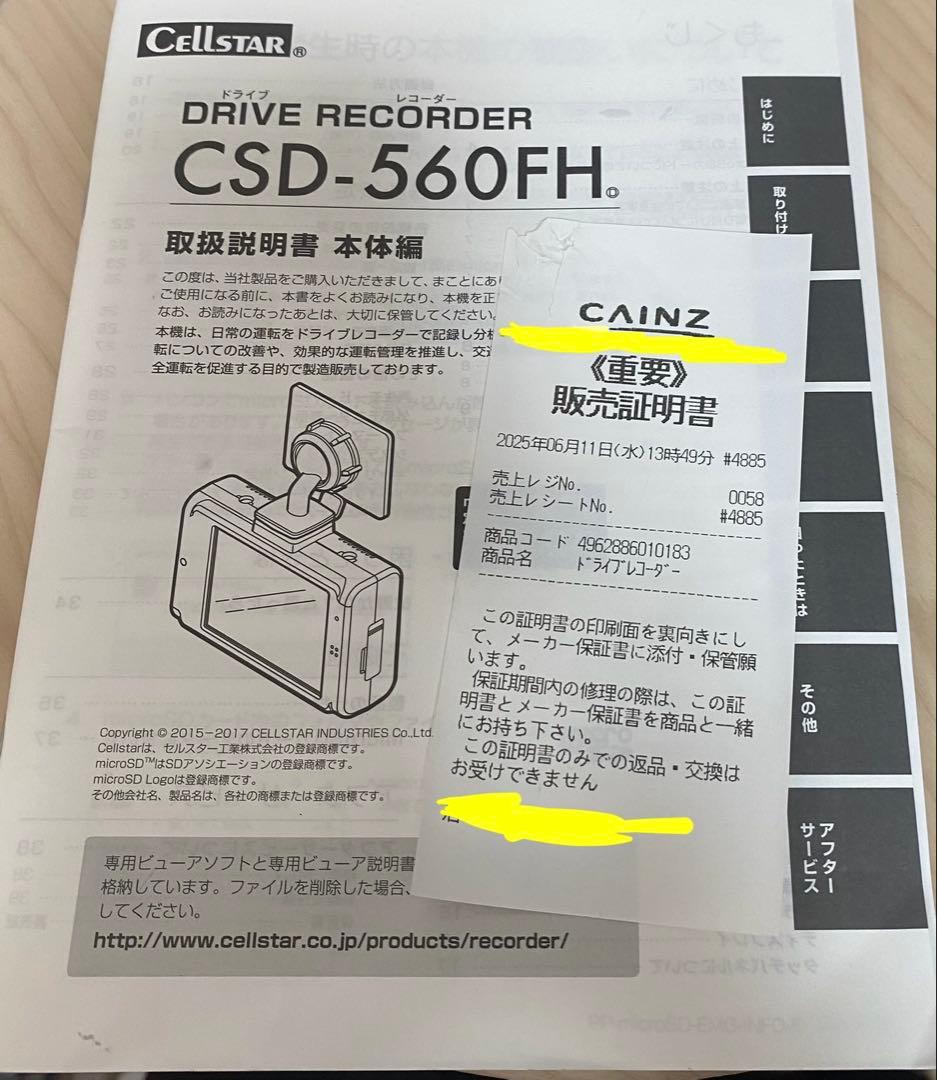 CELLSTAR®
ドライブ レコーダー
DRIVE RECORDER
CSD-560FH
取扱説明書 本体編
この度は、当社製品をご購入いただきまして、まことにあ
ご使用になる前に、本書をよくお読みになり、本機を正
なお、お読みになったあとは、大切に保管してください。
本機は、日常の運転をドライブレコーダーで記録し分析
転についての改善や、効果的な運転管理を推進し、交通
全運転を促進する目的で製造販売しております。
Copyright © 2015-2017 CELLSTAR INDUSTRIES Co.,Ltd.
Cellstarは、セルスター工業株式会社の登録商標です。
microSD™はSDアソシエーションの登録商標です。
microSD Logoは登録商標です。
その他会社名、製品名は、各社の商標または登録商標です。
専用ビューアソフトと専用ビューア説明書
格納しています。ファイルを削除した場合、
してください。
http://www.cellstar.co.jp/products/recorder/
はじめに
取り付け
その他
アフター
サービス
CAINZ
《重要》
販売証明書
2025年06月11日(水)13時49分 #4885
売上レジNo. 0058
売上レシートNo. #4885
商品コード 4962886010183
商品名 ドライブレコーダー
この証明書の印刷面を裏向きにし
て、メーカー保証書に添付・保管願
います。
保証期間内の修理の際は、この証
明書とメーカー保証書を商品と一緒
にお持ち下さい。
この証明書のみでの返品・交換は
お受けできません